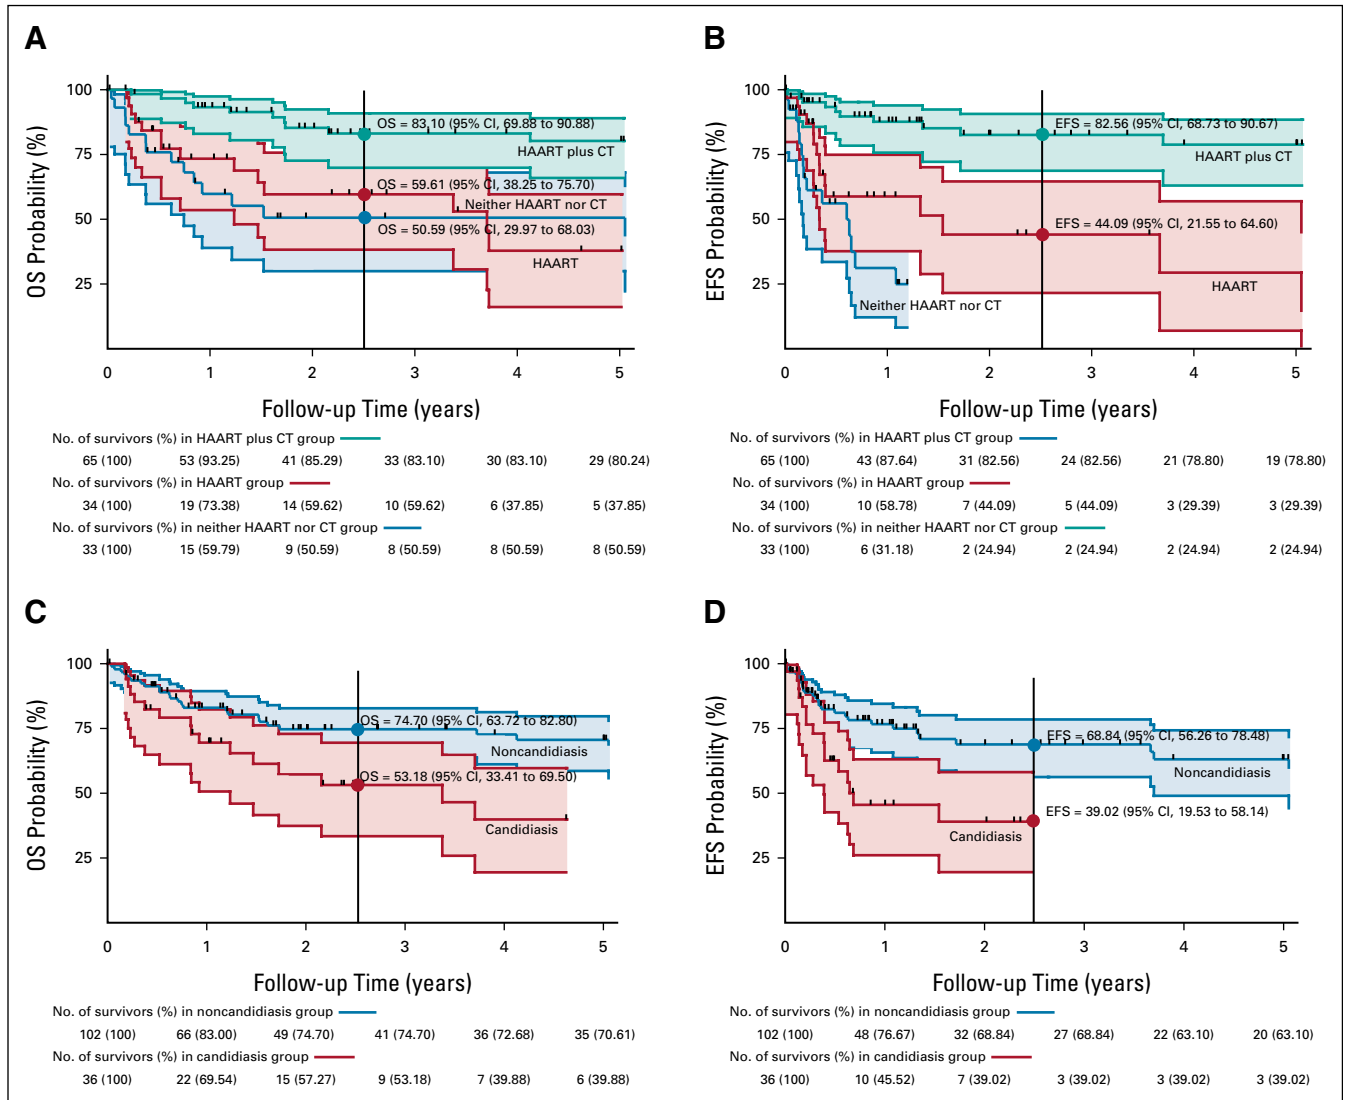 A
OS Probability (%)
100
75
50
25
OS = 83.10 (95% CI, 69.88 to 90.88)
HAART plus CT
OS = 59.61 (95% CI, 38.25 to 75.70)
Neither HAART nor CT
OS = 50.59 (95% CI, 29.97 to 68.03)
HAART
0 1 2 3 4 5
Follow-up Time (years)
No. of survivors (%) in HAART plus CT group
65 (100) 53 (93.25) 41 (85.29) 33 (83.10) 30 (83.10) 29 (80.24)
No. of survivors (%) in HAART group
34 (100) 19 (73.38) 14 (59.62) 10 (59.62) 6 (37.85) 5 (37.85)
No. of survivors (%) in neither HAART nor CT group
33 (100) 15 (59.79) 9 (50.59) 8 (50.59) 8 (50.59) 8 (50.59)
B
EFS Probability (%)
100
75
50
25
EFS = 82.56 (95% CI, 68.73 to 90.67)
HAART plus CT
EFS = 44.09 (95% CI, 21.55 to 64.60)
HAART
Neither HAART nor CT
0 1 2 3 4 5
Follow-up Time (years)
No. of survivors (%) in HAART plus CT group
65 (100) 43 (87.64) 31 (82.56) 24 (82.56) 21 (78.80) 19 (78.80)
No. of survivors (%) in HAART group
34 (100) 10 (58.78) 7 (44.09) 5 (44.09) 3 (29.39) 3 (29.39)
No. of survivors (%) in neither HAART nor CT group
33 (100) 6 (31.18) 2 (24.94) 2 (24.94) 2 (24.94) 2 (24.94)
C
OS Probability (%)
100
75
50
25
OS = 74.70 (95% CI, 63.72 to 82.80)
Noncandidiasis
OS = 53.18 (95% CI, 33.41 to 69.50)
Candidiasis
0 1 2 3 4 5
Follow-up Time (years)
No. of survivors (%) in noncandidiasis group
102 (100) 66 (83.00) 49 (74.70) 41 (74.70) 36 (72.68) 35 (70.61)
No. of survivors (%) in candidiasis group
36 (100) 22 (69.54) 15 (57.27) 9 (53.18) 7 (39.88) 6 (39.88)
D
EFS Probability (%)
100
75
50
25
EFS = 68.84 (95% CI, 56.26 to 78.48)
Noncandidiasis
EFS = 39.02 (95% CI, 19.53 to 58.14)
Candidiasis
0 1 2 3 4 5
Follow-up Time (years)
No. of survivors (%) in noncandidiasis group
102 (100) 48 (76.67) 32 (68.84) 27 (68.84) 22 (63.10) 20 (63.10)
No. of survivors (%) in candidiasis group
36 (100) 10 (45.52) 7 (39.02) 3 (39.02) 3 (39.02) 3 (39.02)